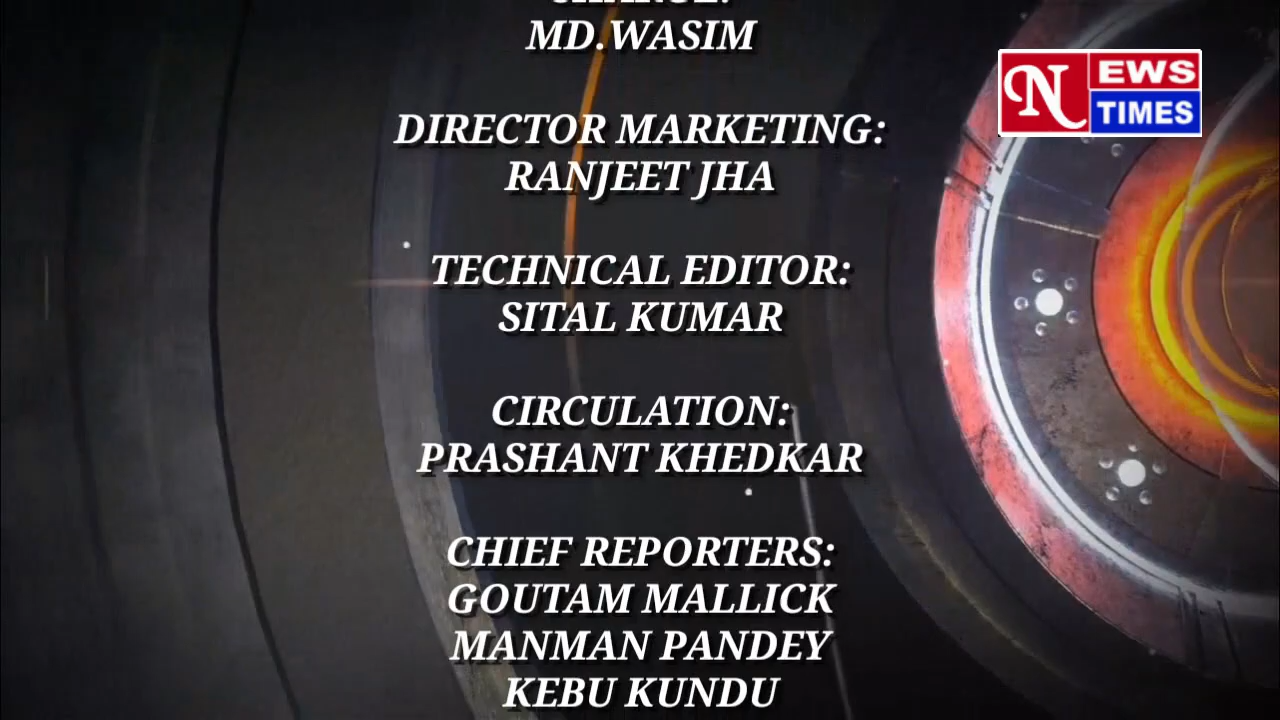 MD.WASIM
DIRECTOR MARKETING:
RANJEET JHA
TECHNICAL EDITOR:
SITAL KUMAR
CIRCULATION:
PRASHANT KHEDKAR
CHIEF REPORTERS:
GOUTAM MALLICK
MANMAN PANDEY
KEBU KUNDU
NEWS
TIMES